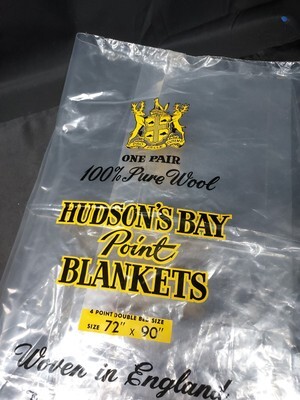 ONE PAIR
100% Pure Wool
HUDSON'S BAY
Point
BLANKETS
4 POINT DOUBLE BED SIZE
SIZE 72" x 90"
Woven in England